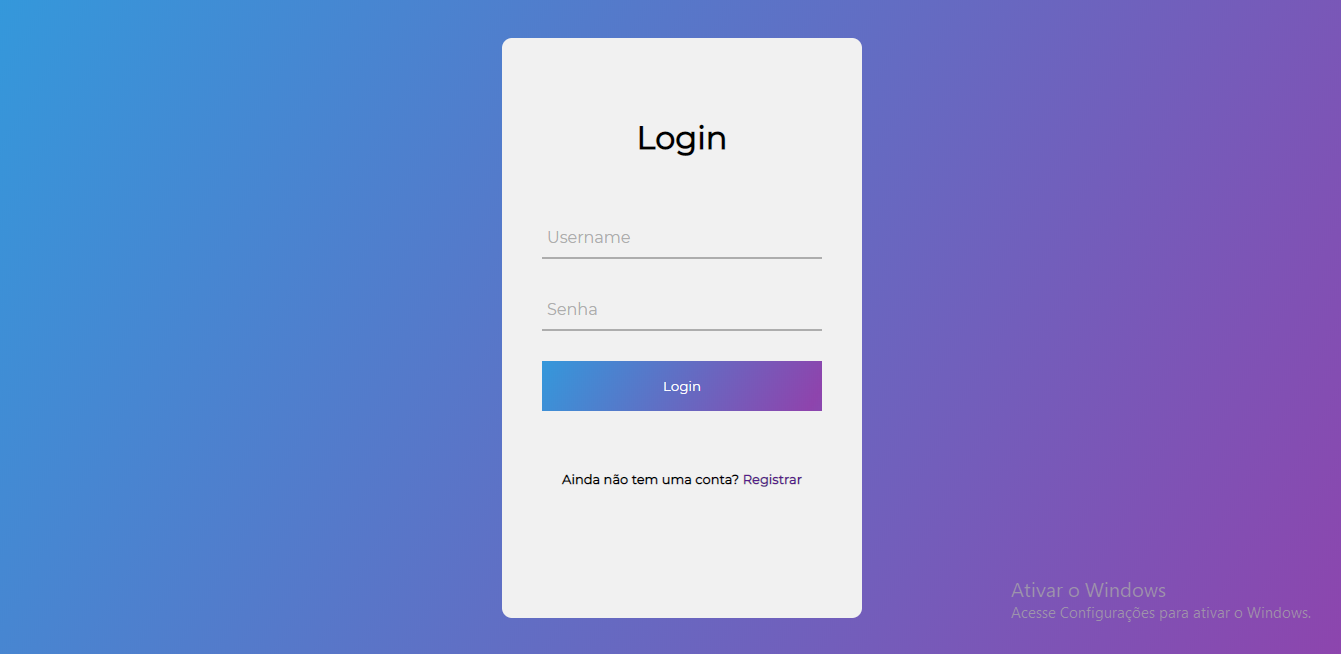 Login
Username
Senha
Login
Ainda não tem uma conta? Registrar
Ativar o Windows
Acesse Configurações para ativar o Windows.